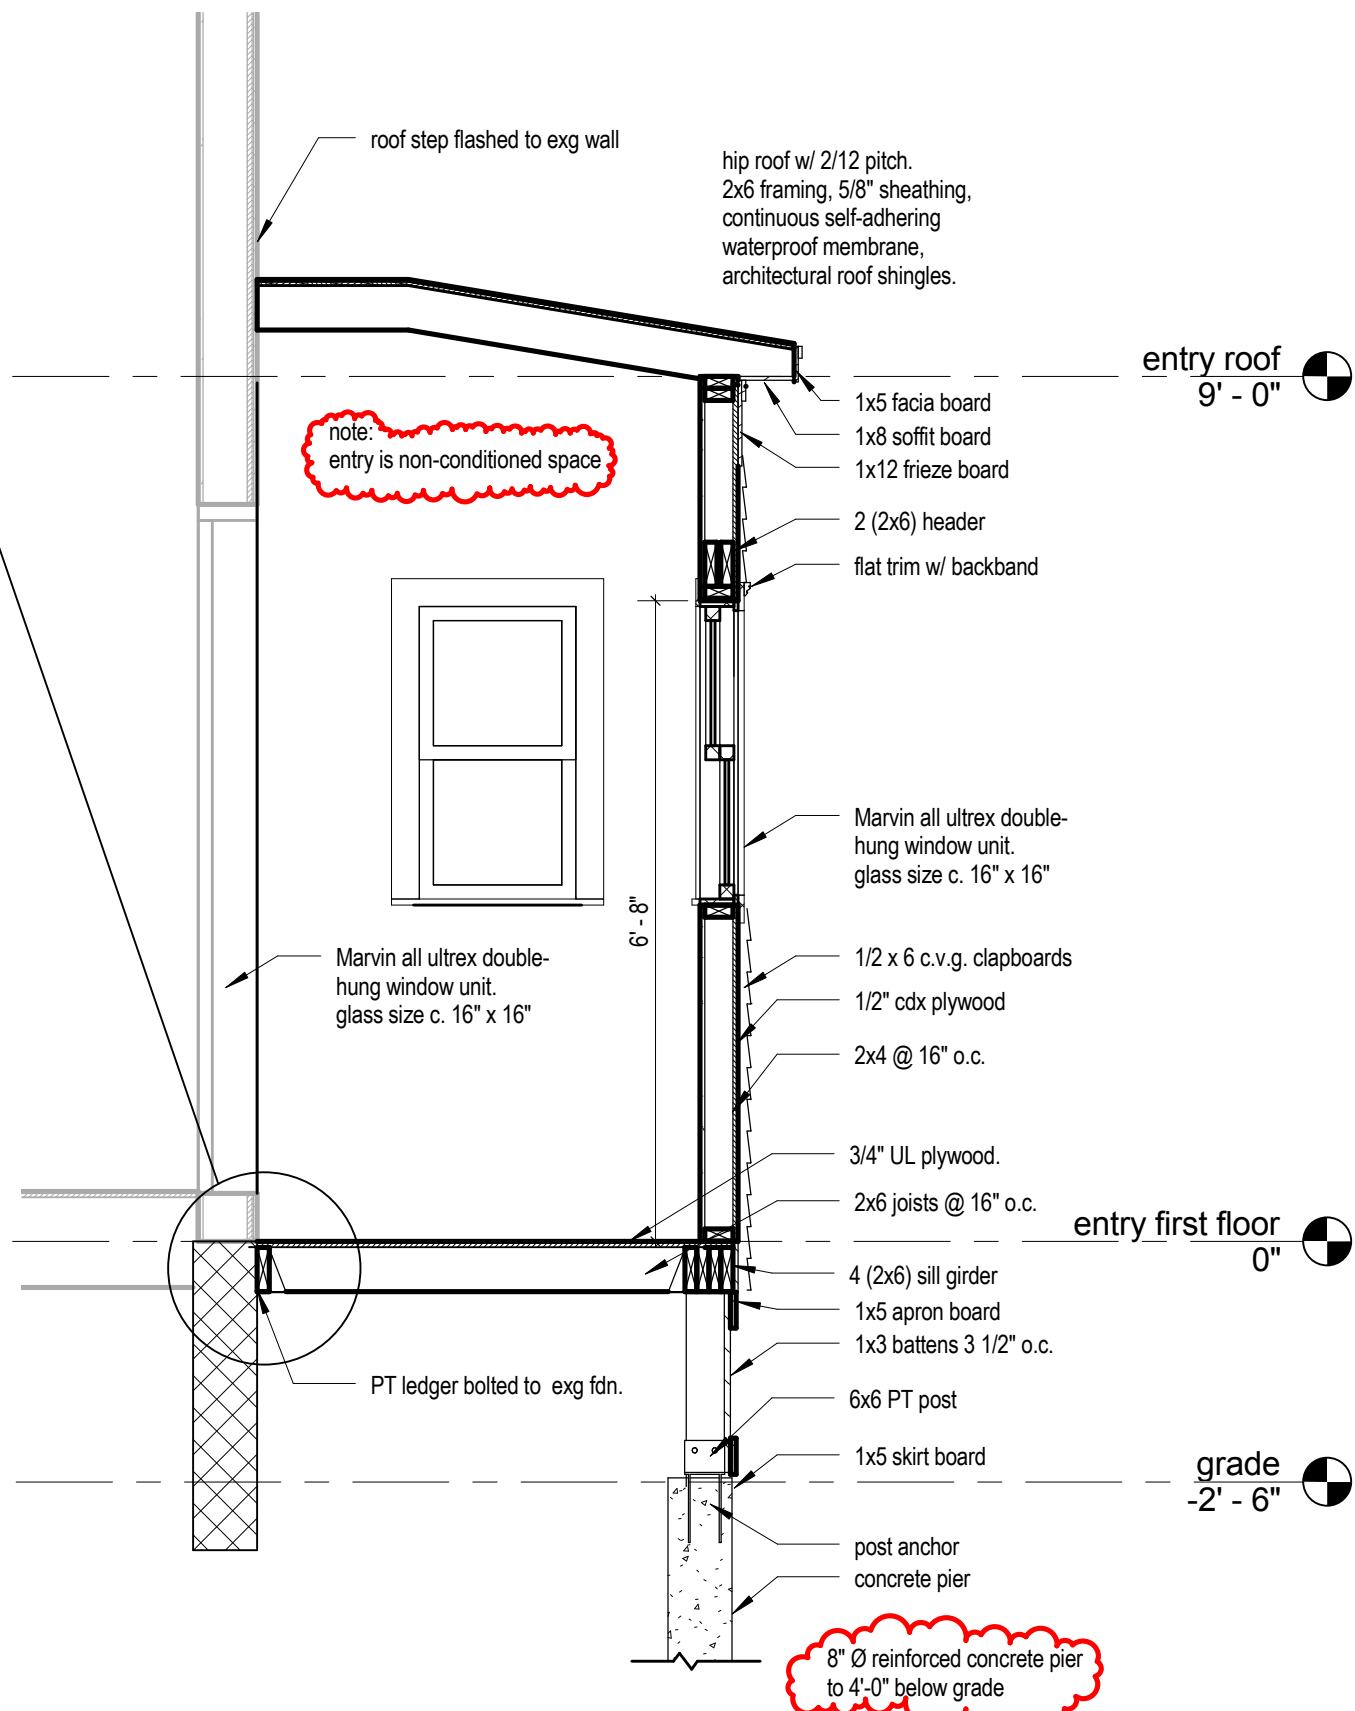 roof step flashed to exg wall
hip roof w/ 2/12 pitch.
2x6 framing, 5/8" sheathing,
continuous self-adhering
waterproof membrane,
architectural roof shingles.
entry roof
9' - 0"
1x5 facia board
1x8 soffit board
1x12 frieze board
note:
entry is non-conditioned space
2 (2x6) header
flat trim w/ backband
Marvin all ultrex double-
hung window unit.
glass size c. 16" x 16"
6' - 8"
Marvin all ultrex double-
hung window unit.
glass size c. 16" x 16"
1/2 x 6 c.v.g. clapboards
1/2" cdx plywood
2x4 @ 16" o.c.
3/4" UL plywood.
2x6 joists @ 16" o.c.
entry first floor
0"
4 (2x6) sill girder
1x5 apron board
1x3 battens 3 1/2" o.c.
PT ledger bolted to  exg fdn.
6x6 PT post
1x5 skirt board
grade
-2' - 6"
post anchor
concrete pier
8" Ø reinforced concrete pier
to 4'-0" below grade